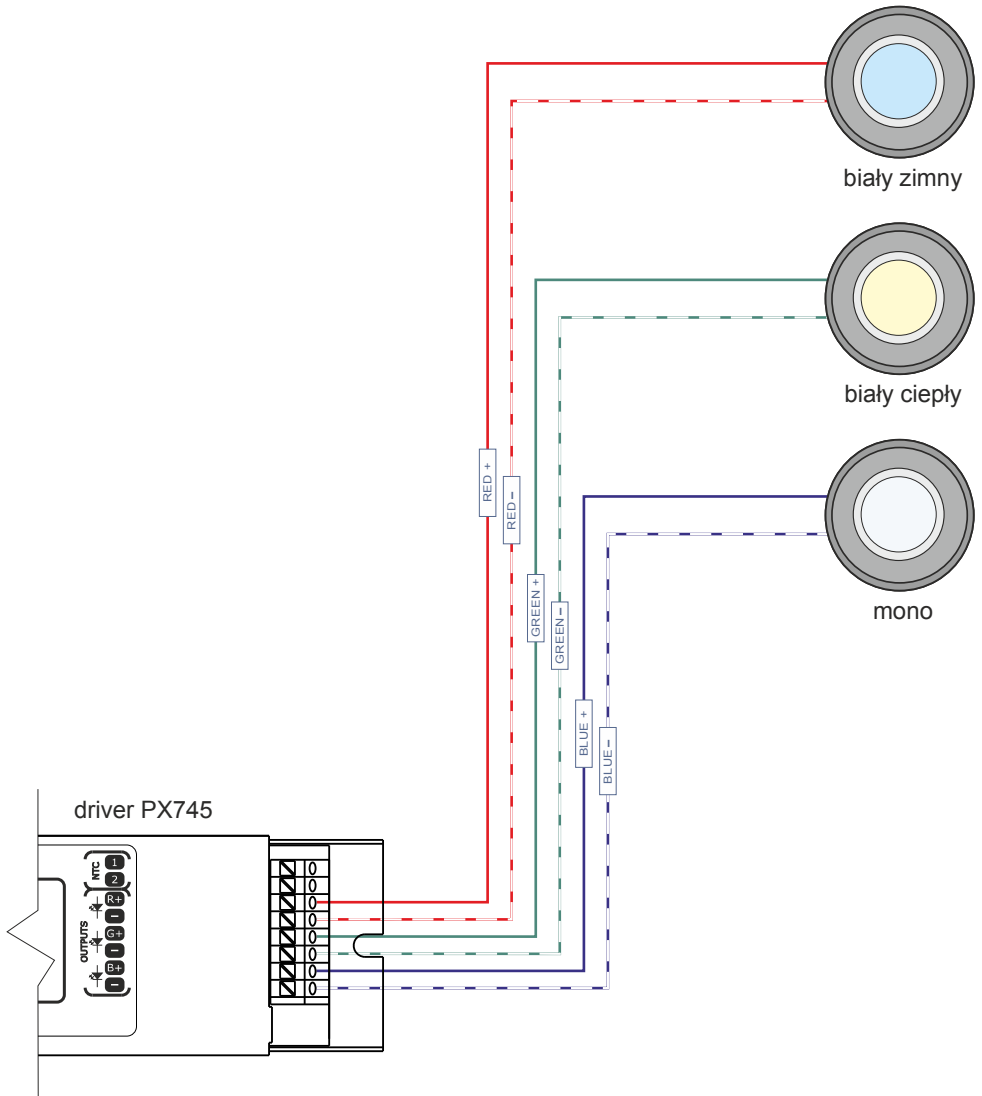 biały zimny
biały ciepły
mono
RED +
RED −
GREEN +
GREEN −
BLUE +
BLUE −
driver PX745
NTC
1
2
OUTPUTS
R+
−
G+
−
B+
−